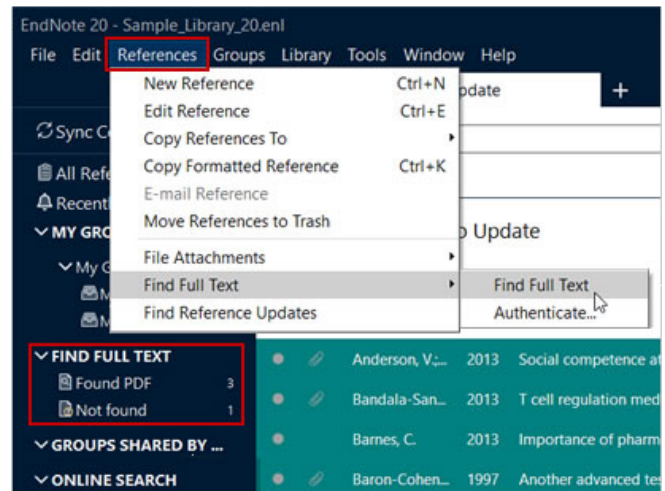 EndNote 20 - Sample_Library_20.enl
File Edit References Groups Library Tools Window Help
New Reference Ctrl+N
Edit Reference Ctrl+E
Copy References To
Copy Formatted Reference Ctrl+K
E-mail Reference
Move References to Trash
File Attachments
Find Full Text
Find Reference Updates
Find Full Text
Authenticate...
pdate +
Sync
All
Recent
MY
My
Update
FIND FULL TEXT
Found PDF 3
Not found 1
GROUPS SHARED BY ...
ONLINE SEARCH
Anderson, V.;... 2013 Social competence
Bandala-San... 2013 T cell regulation med
Barnes, C. 2013 Importance of pharm
Baron-Cohen... 1997 Another advanced